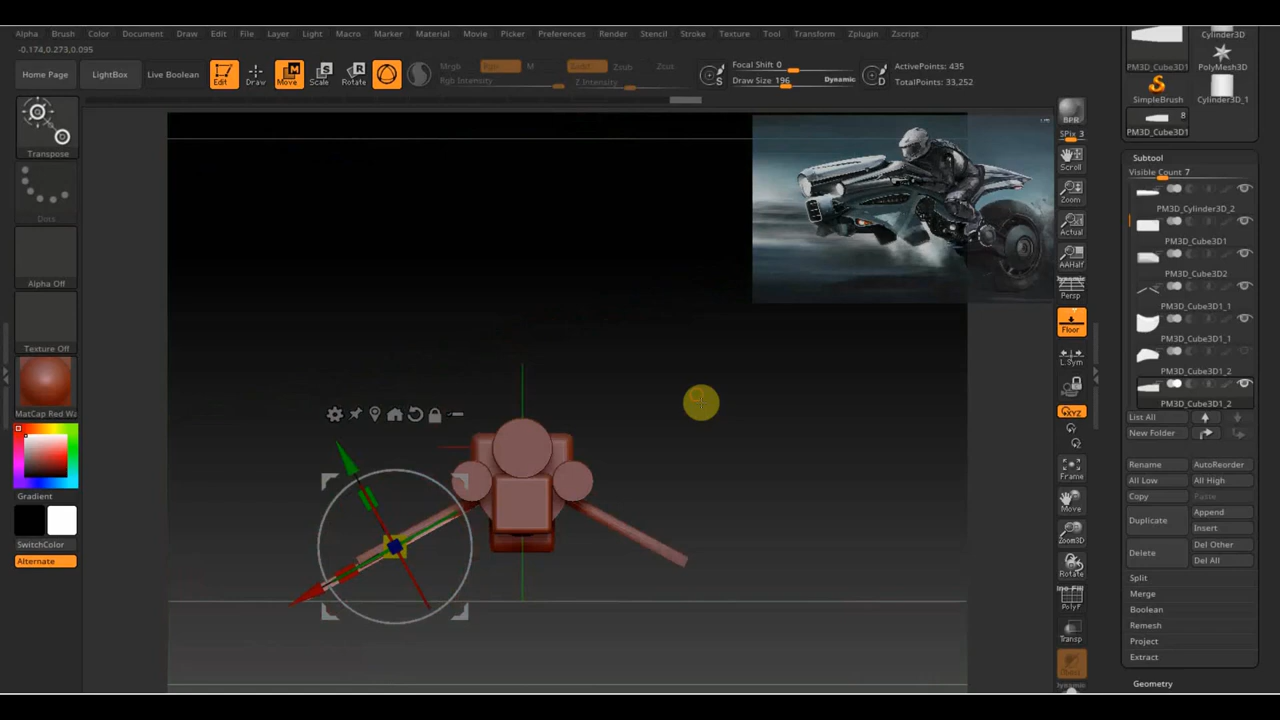 Alpha Brush Color Document Draw Edit File Layer Light Macro Marker Material Movie Picker Preferences Render Stencil Stroke Texture Tool Transform Zplugin Zscript
-0.174,0.273,0.095
Home Page LightBox Live Boolean Edit Draw Move Scale Rotate
Mrgb Rgb M Zadd Zsub Zcut
Rgb Intensity Z Intensity
Focal Shift 0
Draw Size 196 Dynamic
S D
ActivePoints: 435
TotalPoints: 33,252
Transpose
Dots
Alpha Off
Texture Off
MatCap Red Wa
Gradient
SwitchColor
Alternate
BPR
SPix 3
Scroll
Zoom
Actual
AAHalf
Dynamic
Persp
Floor
L.Sym
XYZ
Frame
Move
Zoom3D
Rotate
PolyF
Transp
Dynamic
Cylinder3D
PM3D_Cube3D1 PolyMesh3D
SimpleBrush Cylinder3D_1
8
PM3D_Cube3D1
Subtool
Visible Count 7
PM3D_Cylinder3D_2
PM3D_Cube3D1
PM3D_Cube3D2
PM3D_Cube3D1_1
PM3D_Cube3D1_1
PM3D_Cube3D1_2
PM3D_Cube3D1_2
List All
New Folder
Rename AutoReorder
All Low All High
Copy Paste
Duplicate Append
Insert
Delete Del Other
Del All
Split
Merge
Boolean
Remesh
Project
Extract
Geometry